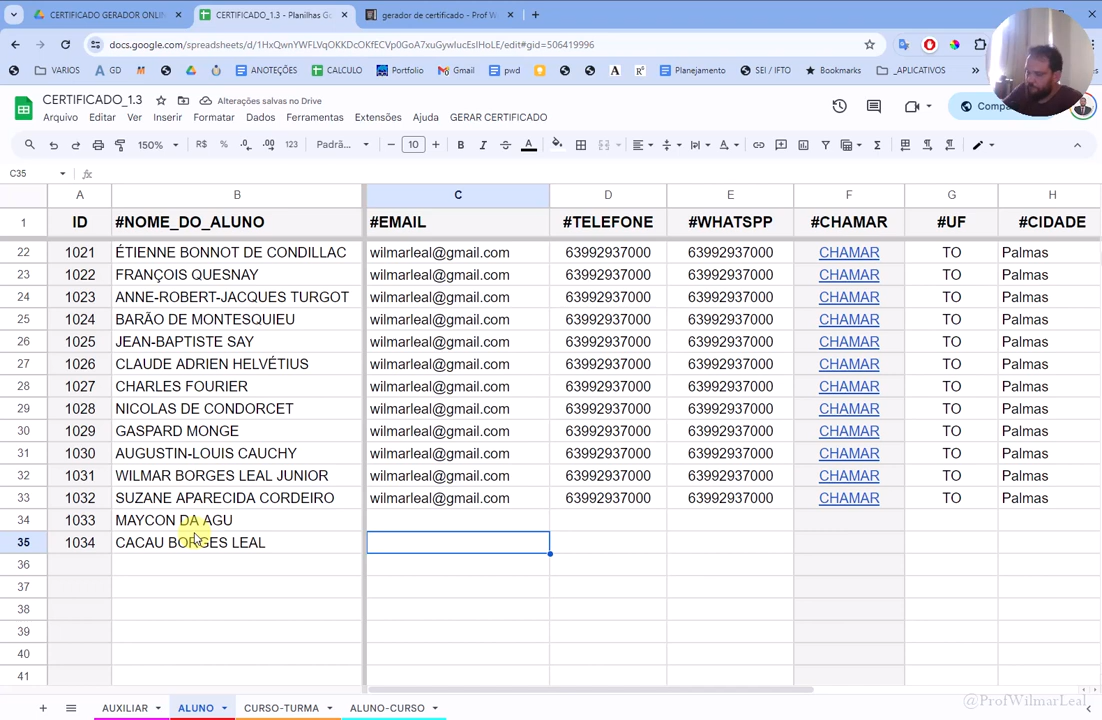 CERTIFICADO GERADOR ONLIN
CERTIFICADO_1.3 - Planilhas Go
gerador de certificado - Prof W
docs.google.com/spreadsheets/d/1HxQwnYWFLVqOKKDcOKfECVp0GoA7xuGywIucEsIHoLE/edit#gid=506419996
VARIOS GD CALCULO ANOTEÇÕES Portfolio Gmail pwd Planejamento SEI / IFTO Bookmarks _APLICATIVOS
CERTIFICADO_1.3 Alterações salvas no Drive
Arquivo Editar Ver Inserir Formatar Dados Ferramentas Extensões Ajuda GERAR CERTIFICADO
Comp
150% R$ % .0 .00 123 Padrã... 10 B I A
C35 fx
A B C D E F G H
1 ID #NOME_DO_ALUNO #EMAIL #TELEFONE #WHATSPP #CHAMAR #UF #CIDADE
22 1021 ÉTIENNE BONNOT DE CONDILLAC wilmarleal@gmail.com 63992937000 63992937000 CHAMAR TO Palmas
23 1022 FRANÇOIS QUESNAY wilmarleal@gmail.com 63992937000 63992937000 CHAMAR TO Palmas
24 1023 ANNE-ROBERT-JACQUES TURGOT wilmarleal@gmail.com 63992937000 63992937000 CHAMAR TO Palmas
25 1024 BARÃO DE MONTESQUIEU wilmarleal@gmail.com 63992937000 63992937000 CHAMAR TO Palmas
26 1025 JEAN-BAPTISTE SAY wilmarleal@gmail.com 63992937000 63992937000 CHAMAR TO Palmas
27 1026 CLAUDE ADRIEN HELVÉTIUS wilmarleal@gmail.com 63992937000 63992937000 CHAMAR TO Palmas
28 1027 CHARLES FOURIER wilmarleal@gmail.com 63992937000 63992937000 CHAMAR TO Palmas
29 1028 NICOLAS DE CONDORCET wilmarleal@gmail.com 63992937000 63992937000 CHAMAR TO Palmas
30 1029 GASPARD MONGE wilmarleal@gmail.com 63992937000 63992937000 CHAMAR TO Palmas
31 1030 AUGUSTIN-LOUIS CAUCHY wilmarleal@gmail.com 63992937000 63992937000 CHAMAR TO Palmas
32 1031 WILMAR BORGES LEAL JUNIOR wilmarleal@gmail.com 63992937000 63992937000 CHAMAR TO Palmas
33 1032 SUZANE APARECIDA CORDEIRO wilmarleal@gmail.com 63992937000 63992937000 CHAMAR TO Palmas
34 1033 MAYCON DA AGU
35 1034 CACAU BORGES LEAL
36
37
38
39
40
41
AUXILIAR ALUNO CURSO-TURMA ALUNO-CURSO
@ProfWilmarLeal